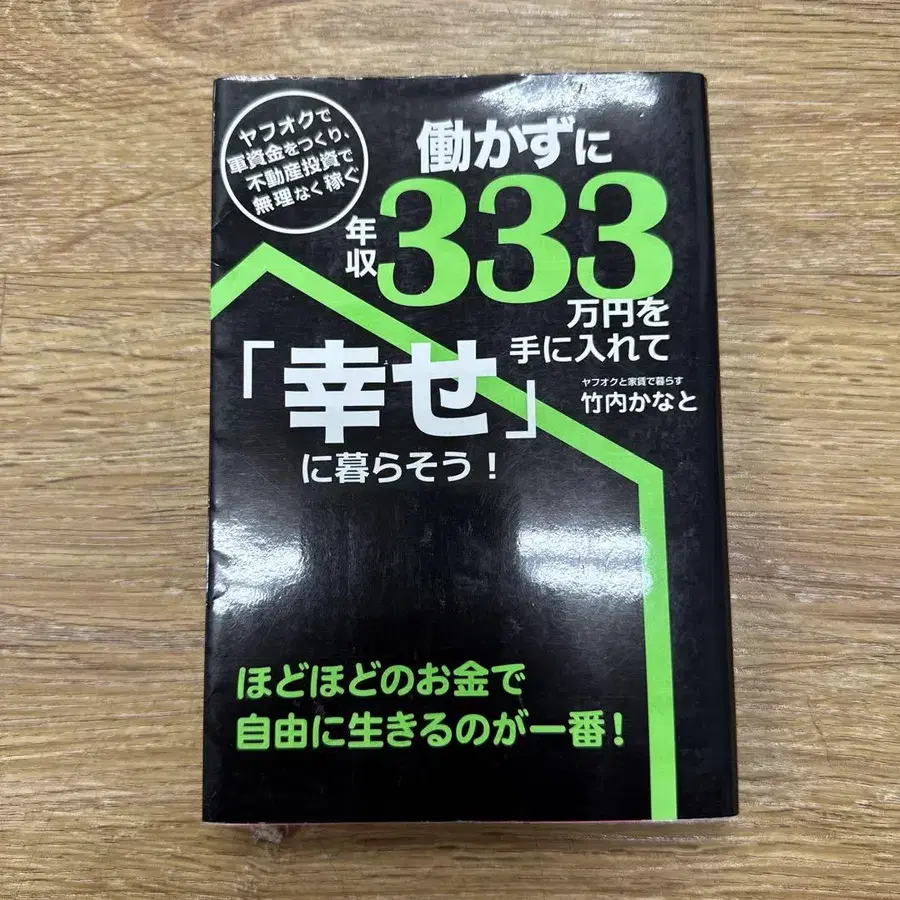 ヤフオクで
軍資金をつくり、
不動産投資で
無理なく稼ぐ
働かずに
年収333
万円を
手に入れて
「幸せ」
に暮らそう！
ヤフオクと家賃で暮らす
竹内かなと
ほどほどのお金で
自由に生きるのが一番！